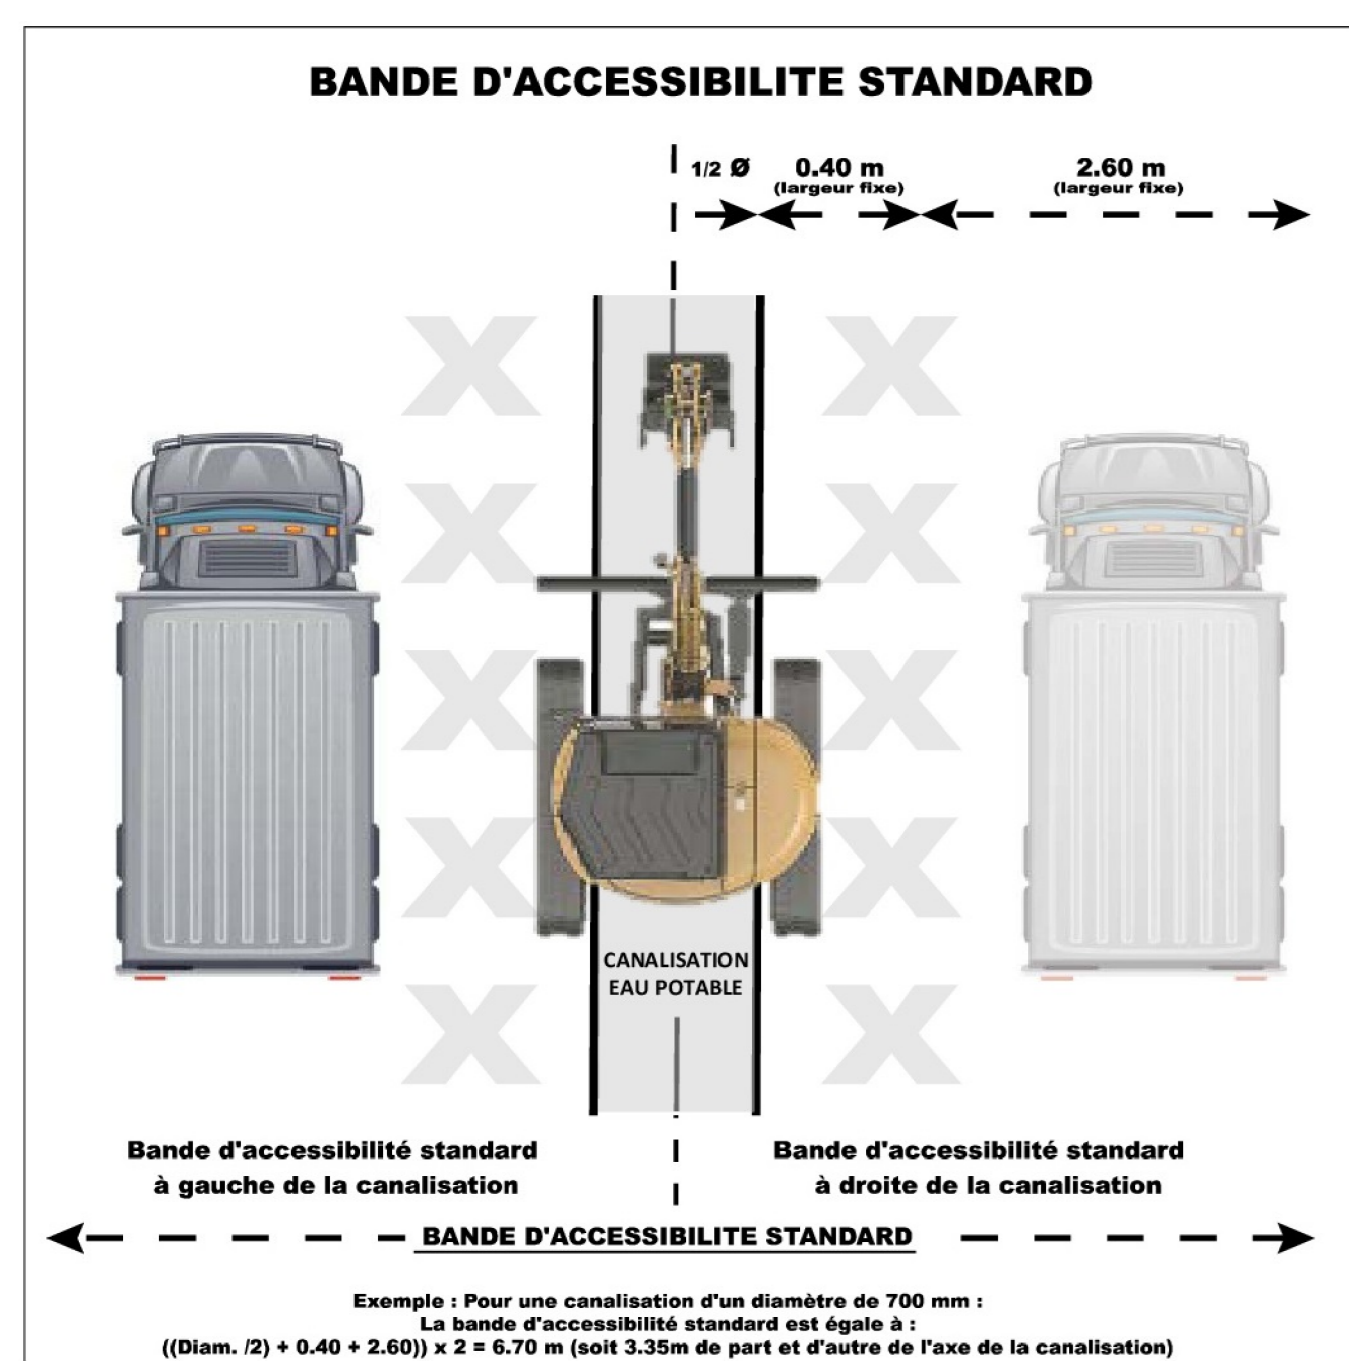 BANDE D'ACCESSIBILITE STANDARD
1/2 Ø 0.40 m 2.60 m
(largeur fixe) (largeur fixe)
X X
X X
X X
X X
CANALISATION
EAU POTABLE
X X
Bande d'accessibilité standard Bande d'accessibilité standard
à gauche de la canalisation à droite de la canalisation
BANDE D'ACCESSIBILITE STANDARD
Exemple : Pour une canalisation d'un diamètre de 700 mm :
La bande d'accessibilité standard est égale à :
((Diam. /2) + 0.40 + 2.60)) x 2 = 6.70 m (soit 3.35m de part et d'autre de l'axe de la canalisation)